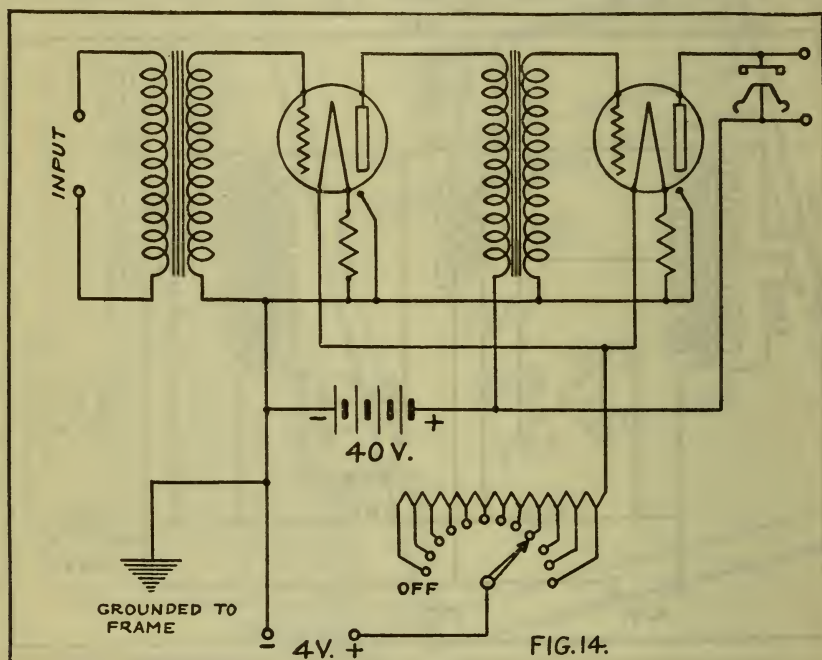 INPUT
- +
40 V.
OFF
GROUNDED TO
FRAME
- 4V. +
FIG.14.